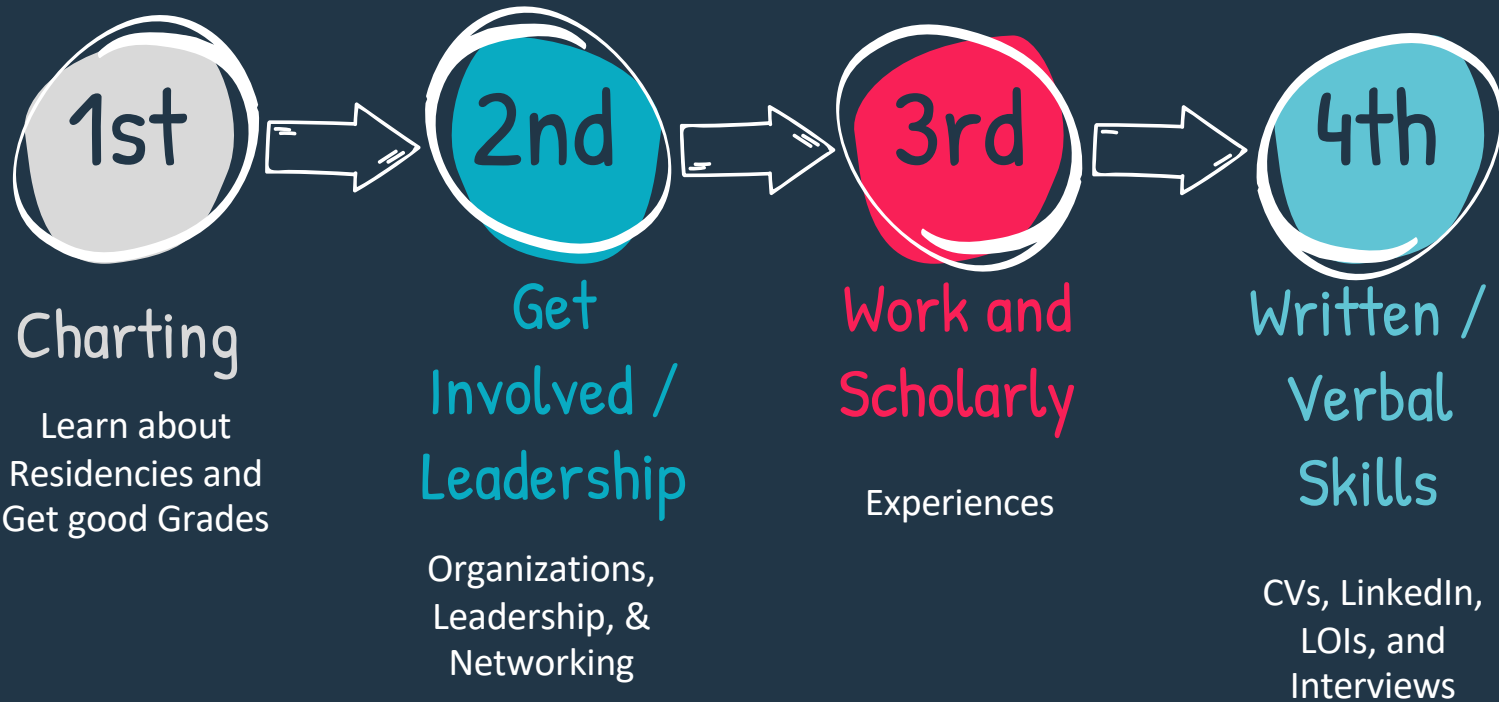 1st
Charting
Learn about
Residencies and
Get good Grades
2nd
Get
Involved /
Leadership
Organizations,
Leadership, &
Networking
3rd
Work and
Scholarly
Experiences
4th
Written /
Verbal
Skills
CVs, LinkedIn,
LOIs, and
Interviews